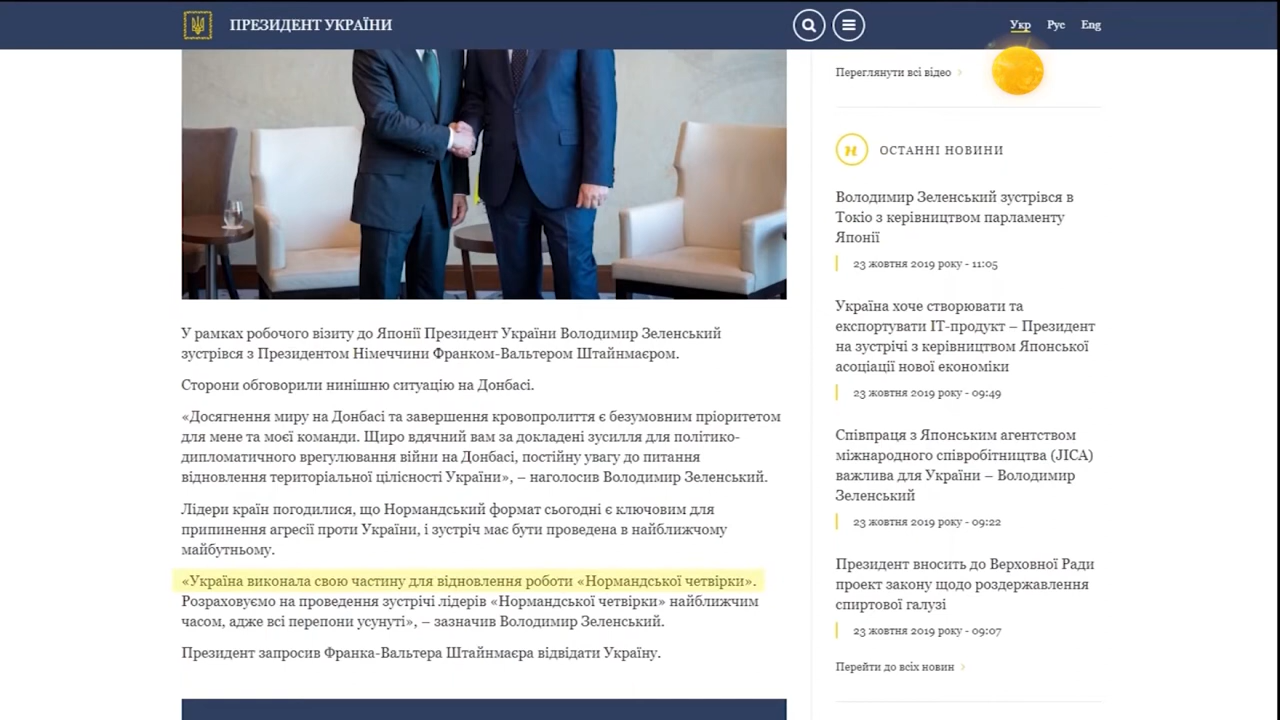 ПРЕЗИДЕНТ УКРАЇНИ
Укр Рус Eng
У рамках робочого візиту до Японії Президент України Володимир Зеленський
зустрівся з Президентом Німеччини Франком-Вальтером Штайнмаєром.
Сторони обговорили нинішню ситуацію на Донбасі.
«Досягнення миру на Донбасі та завершення кровопролиття є безумовним пріоритетом
для мене та моєї команди. Щиро вдячний вам за докладені зусилля для політико-
дипломатичного врегулювання війни на Донбасі, постійну увагу до питання
відновлення територіальної цілісності України», – наголосив Володимир Зеленський.
Лідери країн погодилися, що Нормандський формат сьогодні є ключовим для
припинення агресії проти України, і зустріч має бути проведена в найближчому
майбутньому.
«Україна виконала свою частину для відновлення роботи «Нормандської четвірки».
Розраховуємо на проведення зустрічі лідерів «Нормандської четвірки» найближчим
часом, адже всі перепони усунуті», – зазначив Володимир Зеленський.
Президент запросив Франка-Вальтера Штайнмаєра відвідати Україну.
Переглянути всі відео
н ОСТАННІ НОВИНИ
Володимир Зеленський зустрівся в
Токіо з керівництвом парламенту
Японії
23 жовтня 2019 року - 11:05
Україна хоче створювати та
експортувати ІТ-продукт – Президент
на зустрічі з керівництвом Японської
асоціації нової економіки
23 жовтня 2019 року - 09:49
Співпраця з Японським агентством
міжнародного співробітництва (JICA)
важлива для України – Володимир
Зеленський
23 жовтня 2019 року - 09:22
Президент вносить до Верховної Ради
проект закону щодо роздержавлення
спиртової галузі
23 жовтня 2019 року - 09:07
Перейти до всіх новин